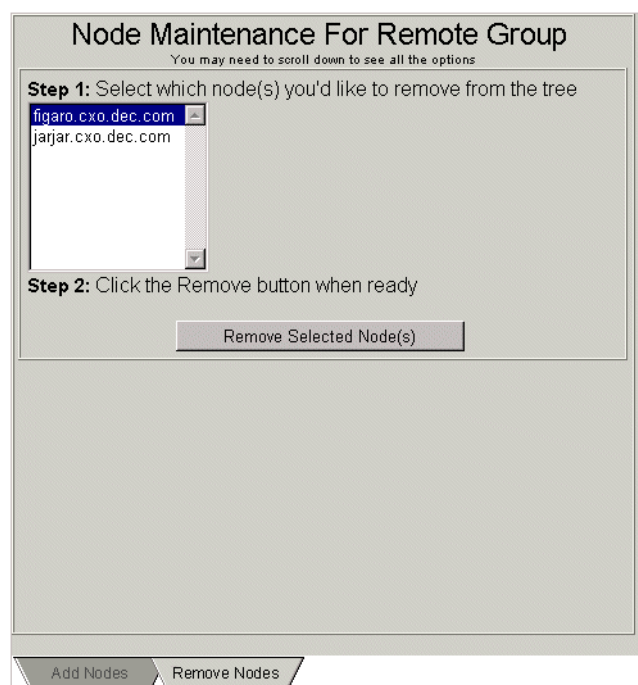 Node Maintenance For Remote Group
You may need to scroll down to see all the options
Step 1: Select which node(s) you'd like to remove from the tree
figaro.cxo.dec.com
jarjar.cxo.dec.com
Step 2: Click the Remove button when ready
Remove Selected Node(s)
Add Nodes Remove Nodes